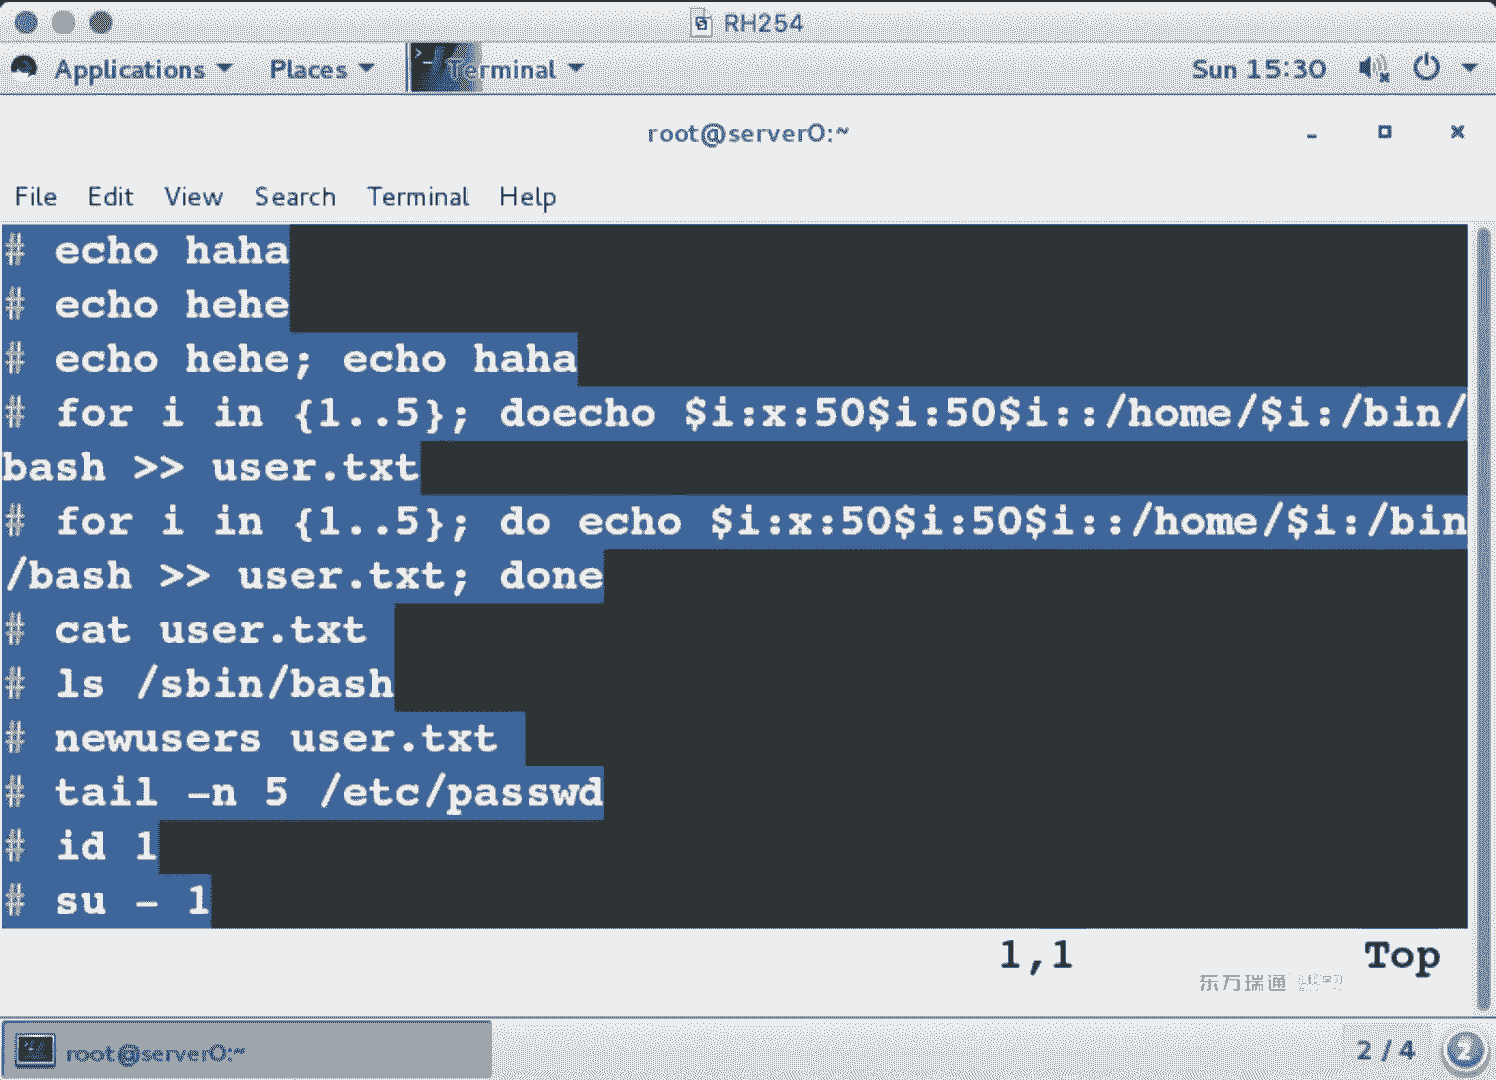 RH254
Applications Places Terminal Sun 15:30
root@server0:~
File Edit View Search Terminal Help
# echo haha
# echo hehe
# echo hehe; echo haha
# for i in {1..5}; doecho $i:x:50$i:50$i::/home/$i:/bin/
bash >> user.txt
# for i in {1..5}; do echo $i:x:50$i:50$i::/home/$i:/bin
/bash >> user.txt; done
# cat user.txt
# ls /sbin/bash
# newusers user.txt
# tail -n 5 /etc/passwd
# id 1
# su - 1
1,1 Top
东方瑞通
root@server0:~ 2 / 4 2